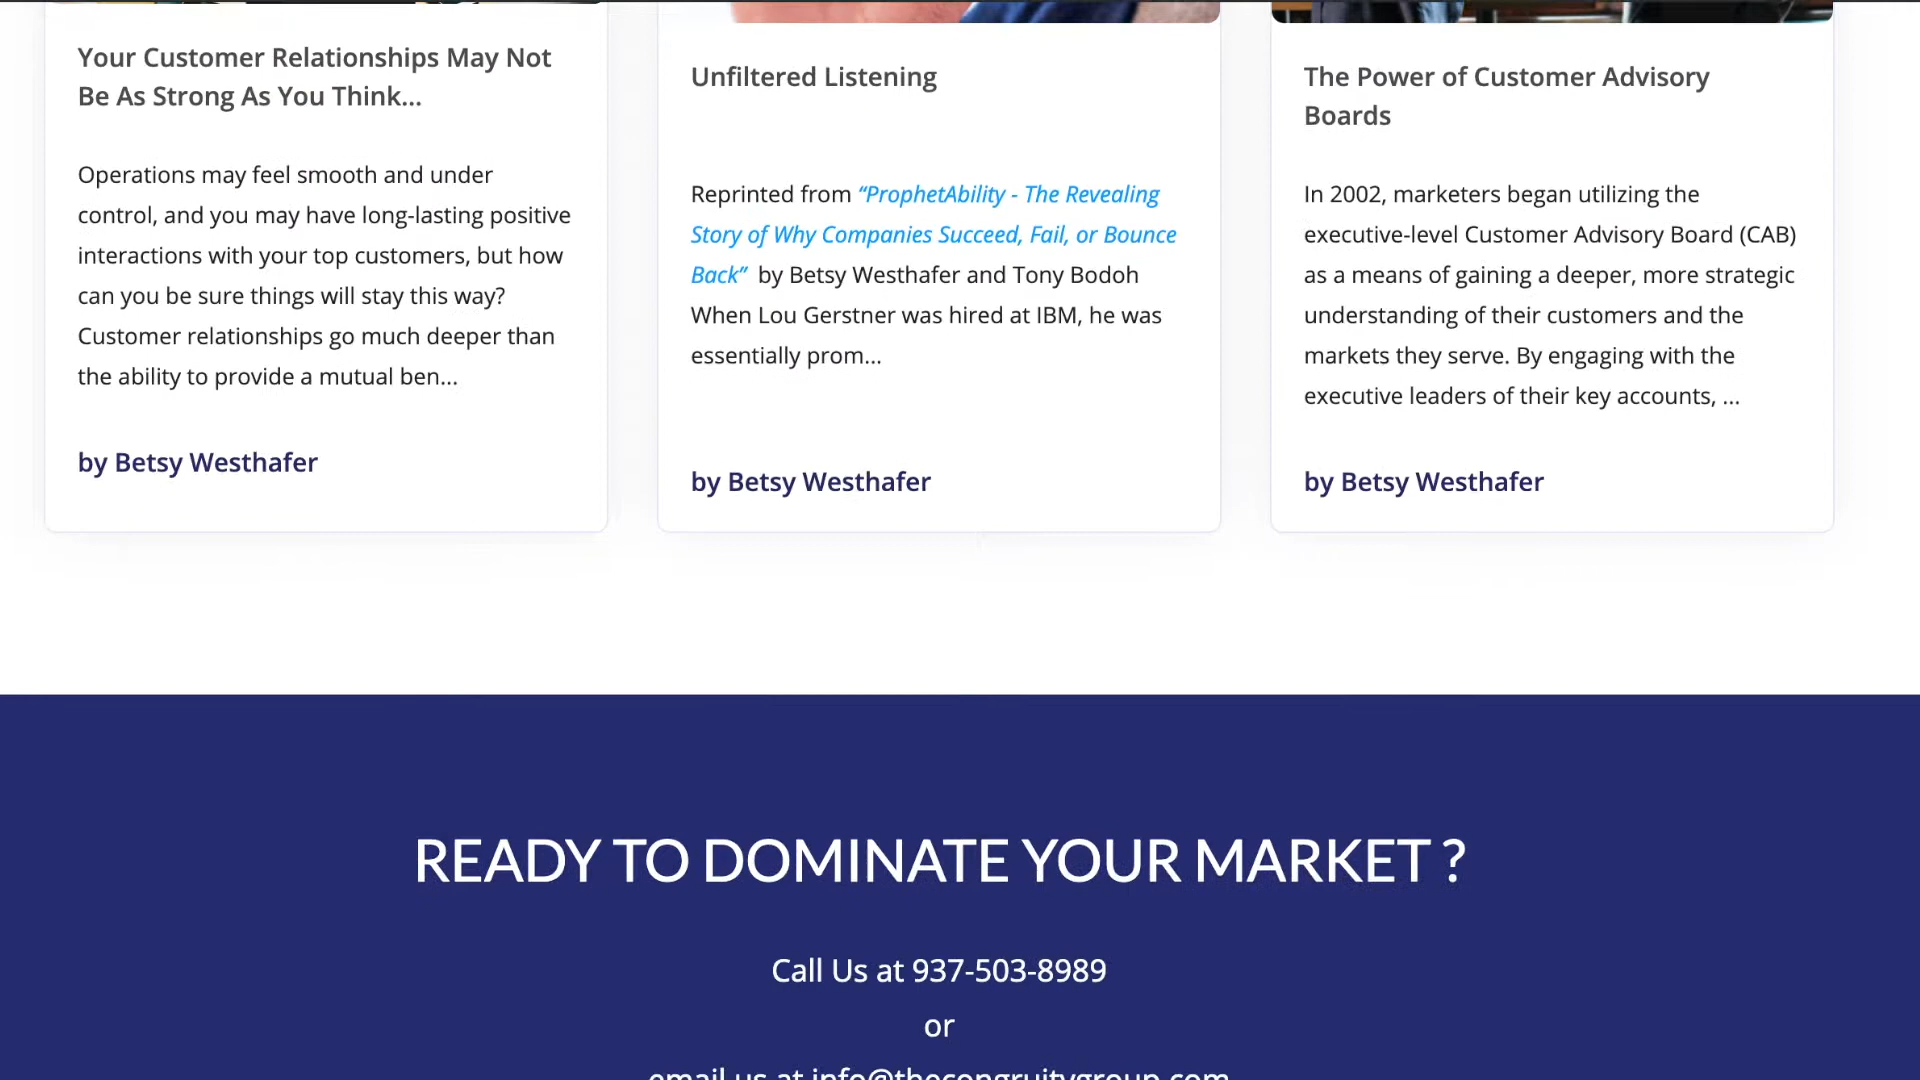 Your Customer Relationships May Not
Be As Strong As You Think...
Operations may feel smooth and under
control, and you may have long-lasting positive
interactions with your top customers, but how
can you be sure things will stay this way?
Customer relationships go much deeper than
the ability to provide a mutual ben...
by Betsy Westhafer
Unfiltered Listening
Reprinted from “ProphetAbility - The Revealing
Story of Why Companies Succeed, Fail, or Bounce
Back” by Betsy Westhafer and Tony Bodoh
When Lou Gerstner was hired at IBM, he was
essentially prom...
by Betsy Westhafer
The Power of Customer Advisory
Boards
In 2002, marketers began utilizing the
executive-level Customer Advisory Board (CAB)
as a means of gaining a deeper, more strategic
understanding of their customers and the
markets they serve. By engaging with the
executive leaders of their key accounts, ...
by Betsy Westhafer
READY TO DOMINATE YOUR MARKET ?
Call Us at 937-503-8989
or
email us at info@thecongruitygroup.com